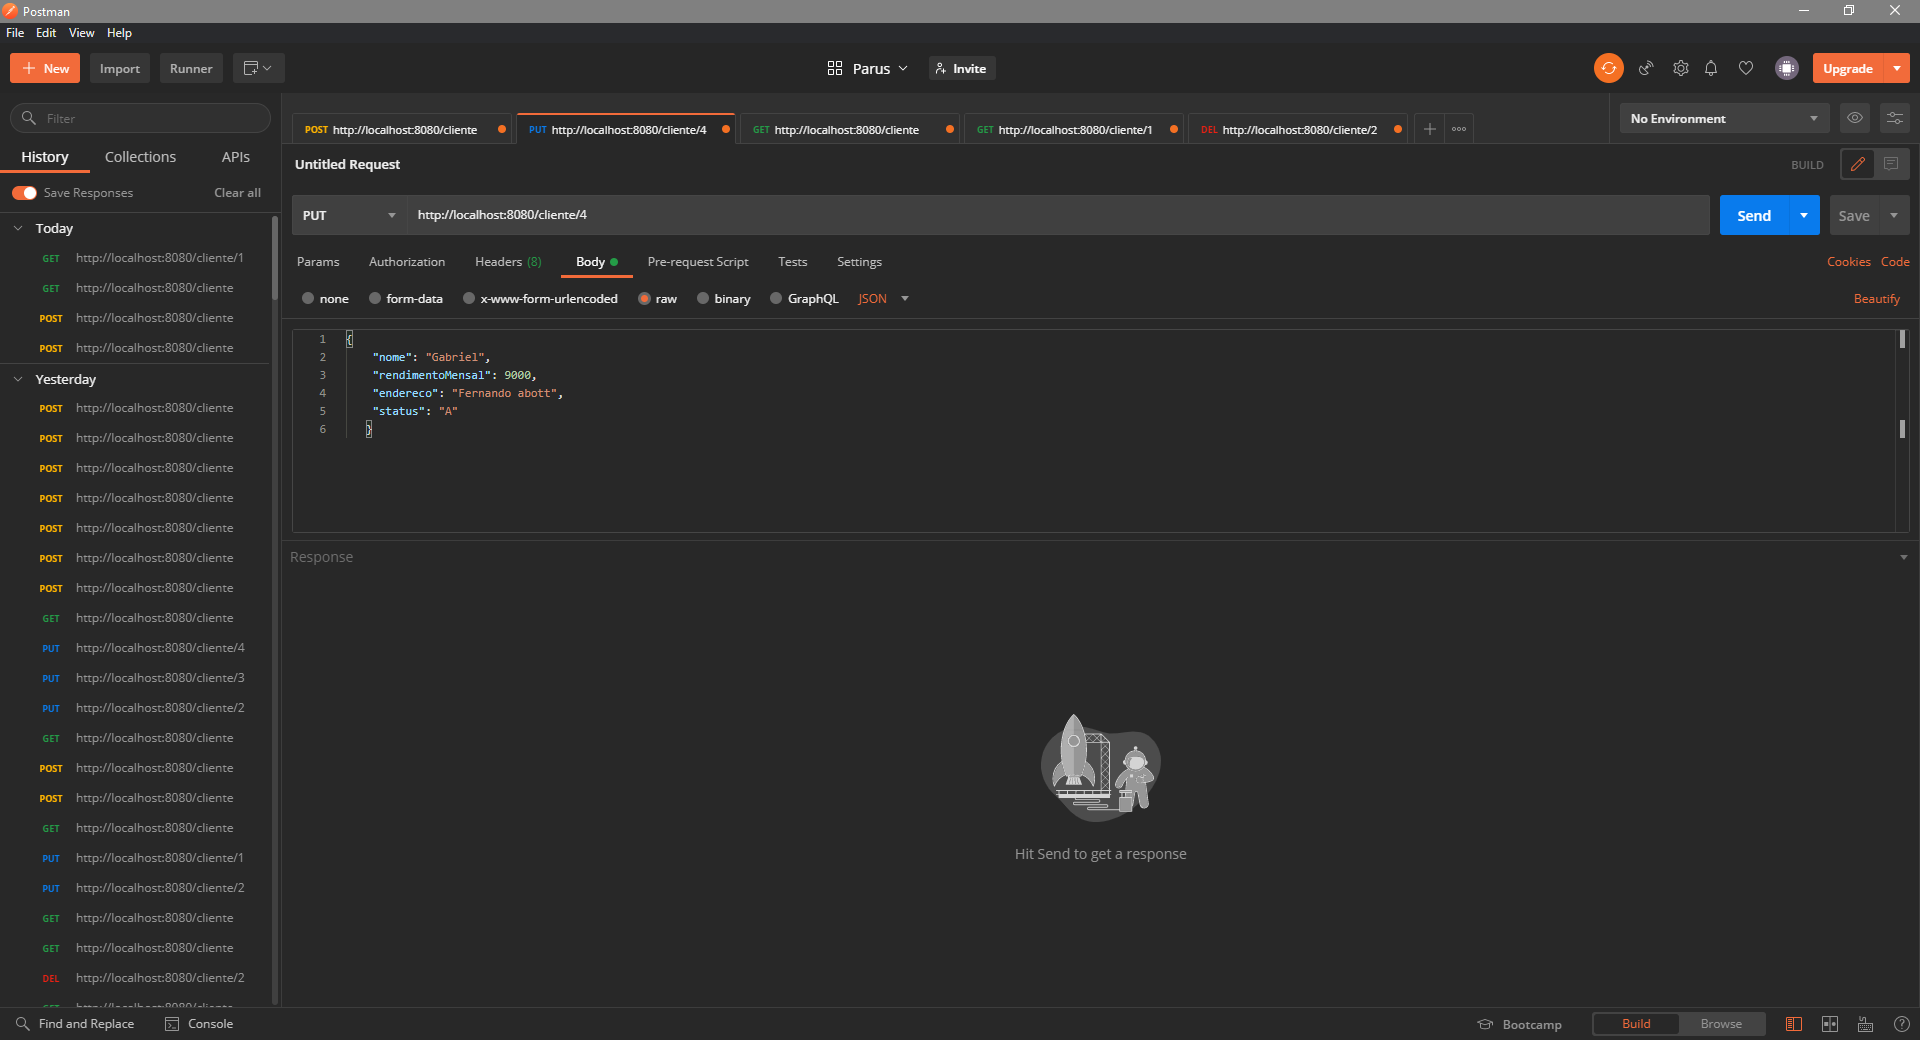 Postman
File Edit View Help
New Import Runner Parus Invite Upgrade
Filter
History Collections APIs
Save Responses Clear all
Today
GET http://localhost:8080/cliente/1
GET http://localhost:8080/cliente
POST http://localhost:8080/cliente
POST http://localhost:8080/cliente
Yesterday
POST http://localhost:8080/cliente
POST http://localhost:8080/cliente
POST http://localhost:8080/cliente
POST http://localhost:8080/cliente
POST http://localhost:8080/cliente
POST http://localhost:8080/cliente
POST http://localhost:8080/cliente
GET http://localhost:8080/cliente
PUT http://localhost:8080/cliente/4
PUT http://localhost:8080/cliente/3
PUT http://localhost:8080/cliente/2
GET http://localhost:8080/cliente
POST http://localhost:8080/cliente
POST http://localhost:8080/cliente
GET http://localhost:8080/cliente
PUT http://localhost:8080/cliente/1
PUT http://localhost:8080/cliente/2
GET http://localhost:8080/cliente
GET http://localhost:8080/cliente
DEL http://localhost:8080/cliente/2
POST http://localhost:8080/cliente PUT http://localhost:8080/cliente/4 GET http://localhost:8080/cliente GET http://localhost:8080/cliente/1 DEL http://localhost:8080/cliente/2 No Environment
Untitled Request BUILD
PUT http://localhost:8080/cliente/4 Send Save
Params Authorization Headers (8) Body Pre-request Script Tests Settings Cookies Code
none form-data x-www-form-urlencoded raw binary GraphQL JSON Beautify
1 {
2 "nome": "Gabriel",
3 "rendimentoMensal": 9000,
4 "endereco": "Fernando abott",
5 "status": "A"
6 }
Response
Hit Send to get a response
Find and Replace Console Bootcamp Build Browse